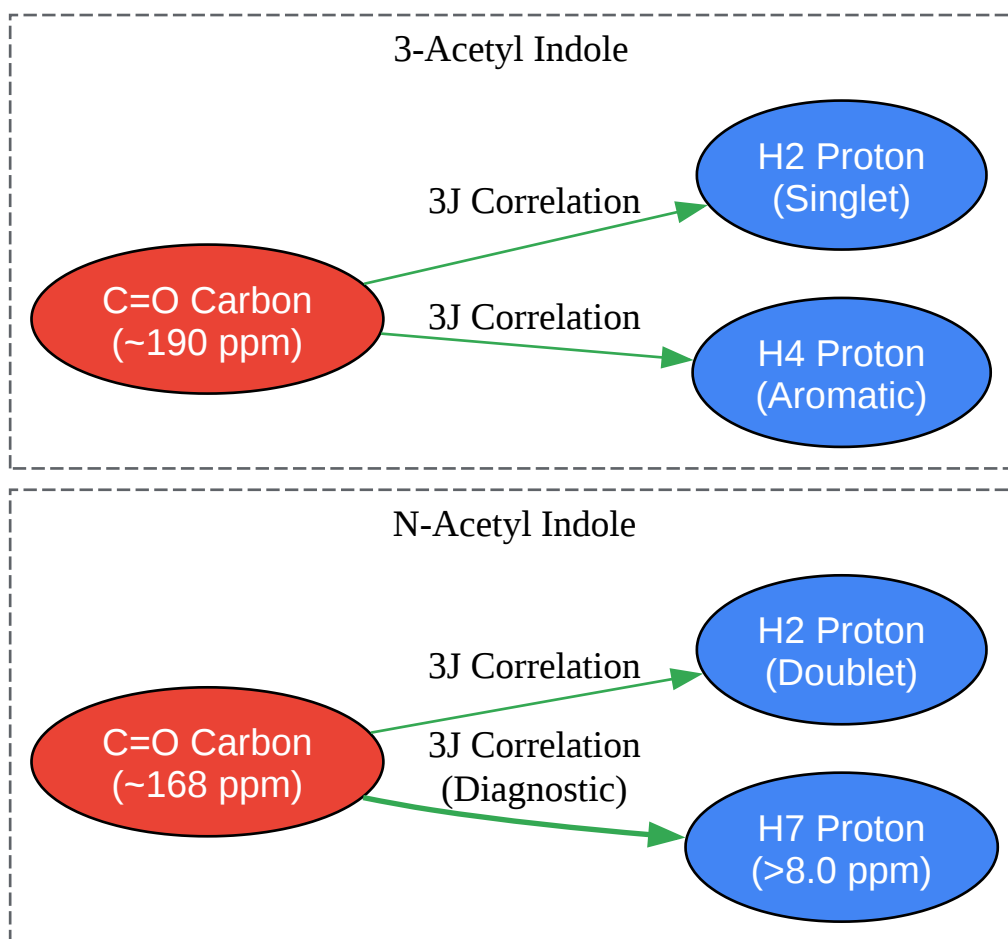 3-Acetyl Indole
H2 Proton
(Singlet)
3J Correlation
C=O Carbon
(~190 ppm)
3J Correlation
H4 Proton
(Aromatic)
N-Acetyl Indole
H2 Proton
(Doublet)
3J Correlation
C=O Carbon
(~168 ppm)
3J Correlation
(Diagnostic)
H7 Proton
(>8.0 ppm)